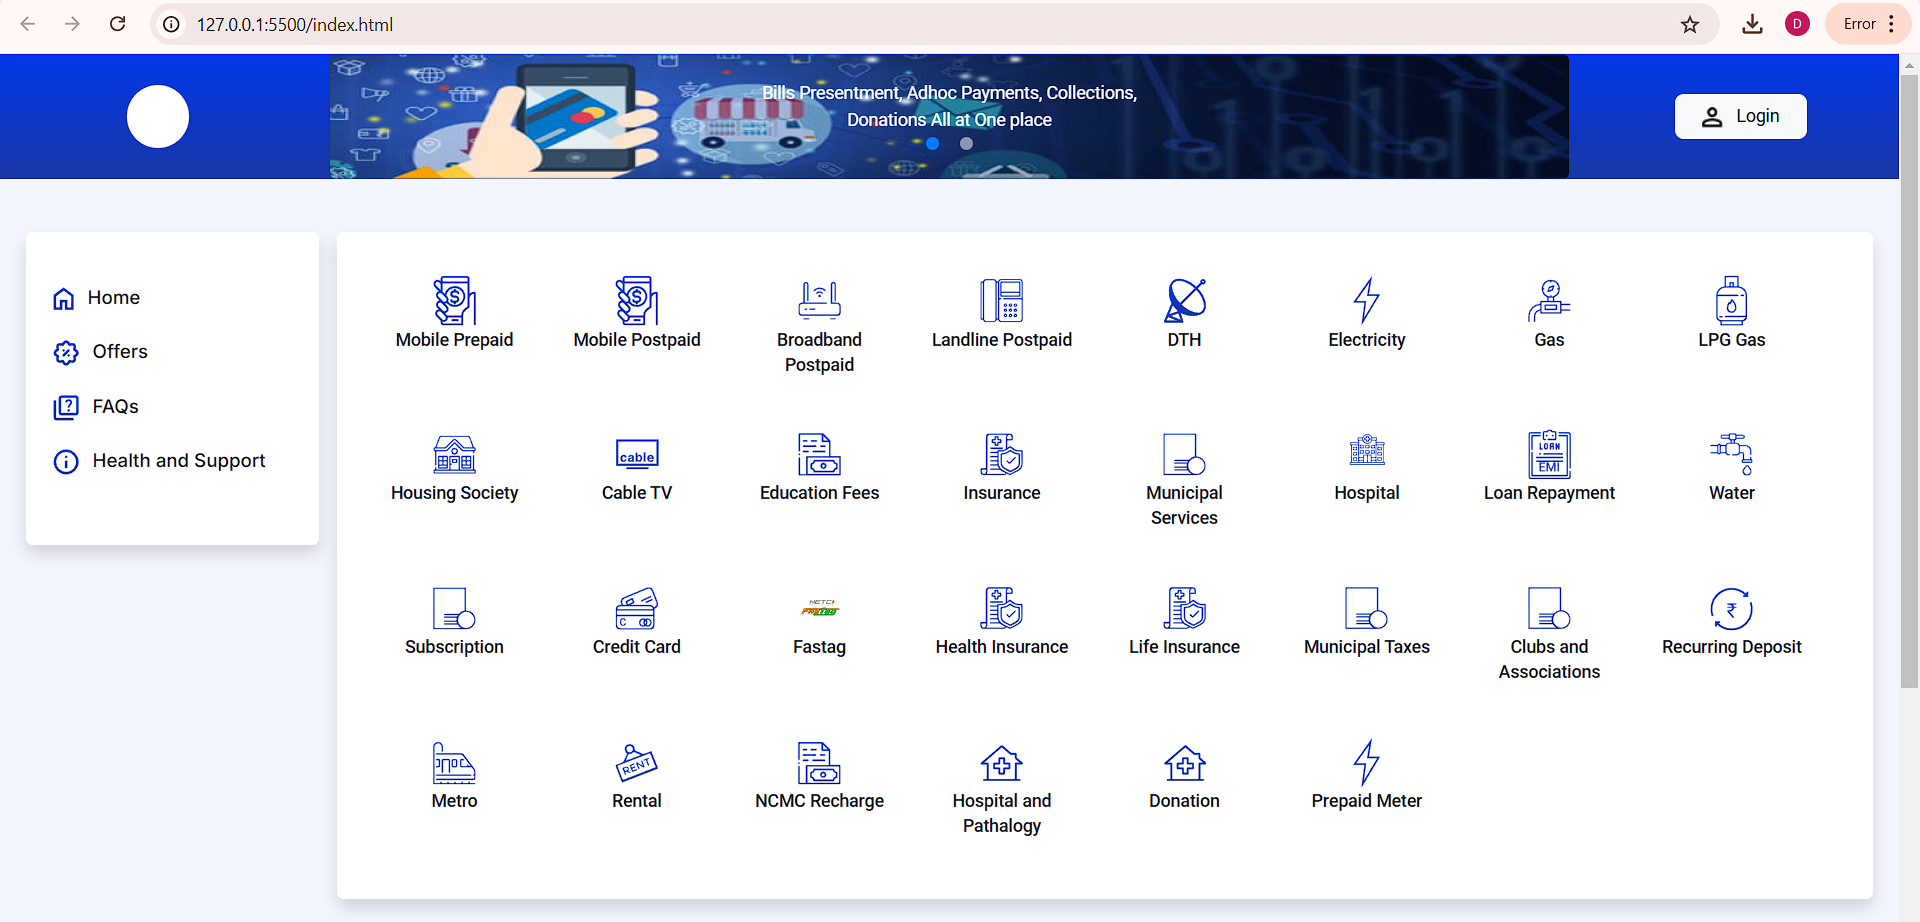 127.0.0.1:5500/index.html
Error
Bills Presentment, Adhoc Payments, Collections,
Donations All at One place
Login
Home
Offers
FAQs
Health and Support
Mobile Prepaid
Mobile Postpaid
Broadband
Postpaid
Landline Postpaid
DTH
Electricity
Gas
LPG Gas
Housing Society
cable
Cable TV
Education Fees
Insurance
Municipal
Services
Hospital
LOAN
EMI
Loan Repayment
Water
Subscription
Credit Card
NETC
FASTag
Fastag
Health Insurance
Life Insurance
Municipal Taxes
Clubs and
Associations
₹
Recurring Deposit
Metro
RENT
Rental
NCMC Recharge
Hospital and
Pathalogy
Donation
Prepaid Meter
D